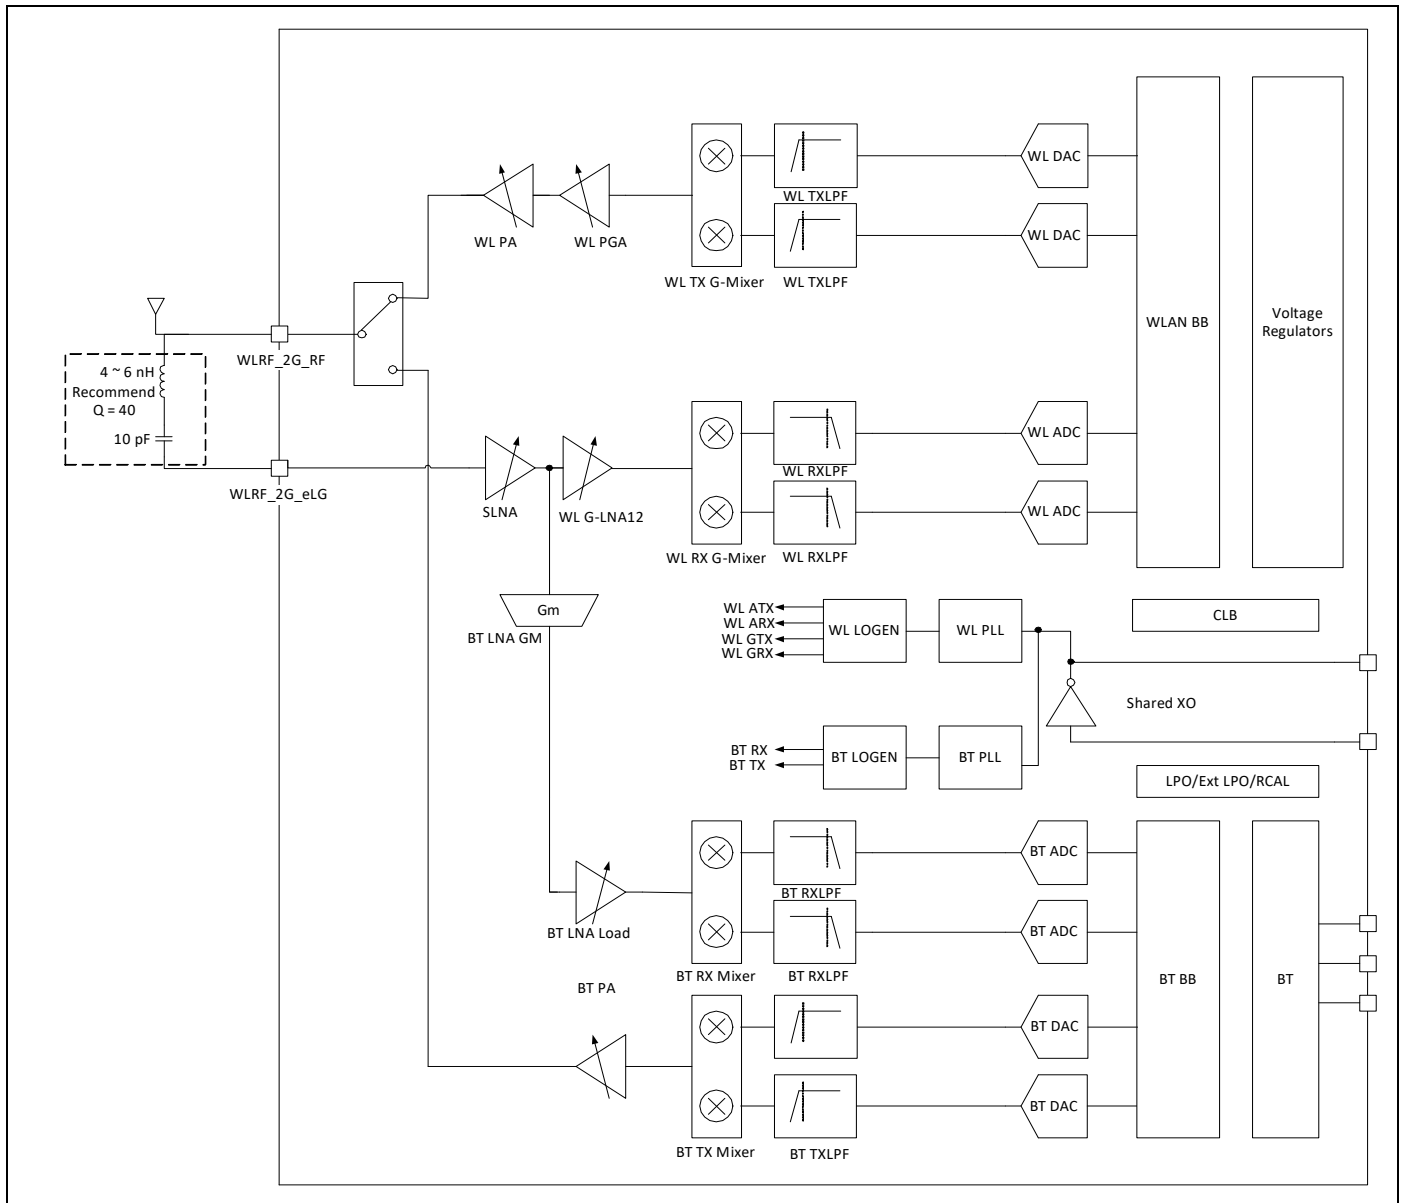 WL DAC
WL TXLPF
WL DAC
WL PA
WL PGA
WL TX G-Mixer
WL TXLPF
WLAN BB
Voltage
Regulators
WLRF_2G_RF
4 ~ 6 nH
Recommend
Q = 40
10 pF
WLRF_2G_eLG
WL ADC
WL RXLPF
WL ADC
SLNA
WL G-LNA12
WL RX G-Mixer
WL RXLPF
Gm
BT LNA GM
WL ATX
WL ARX
WL GTX
WL GRX
WL LOGEN
WL PLL
CLB
Shared XO
BT RX
BT TX
BT LOGEN
BT PLL
LPO/Ext LPO/RCAL
BT ADC
BT RXLPF
BT ADC
BT LNA Load
BT RX Mixer
BT RXLPF
BT PA
BT BB
BT
BT DAC
BT DAC
BT TX Mixer
BT TXLPF